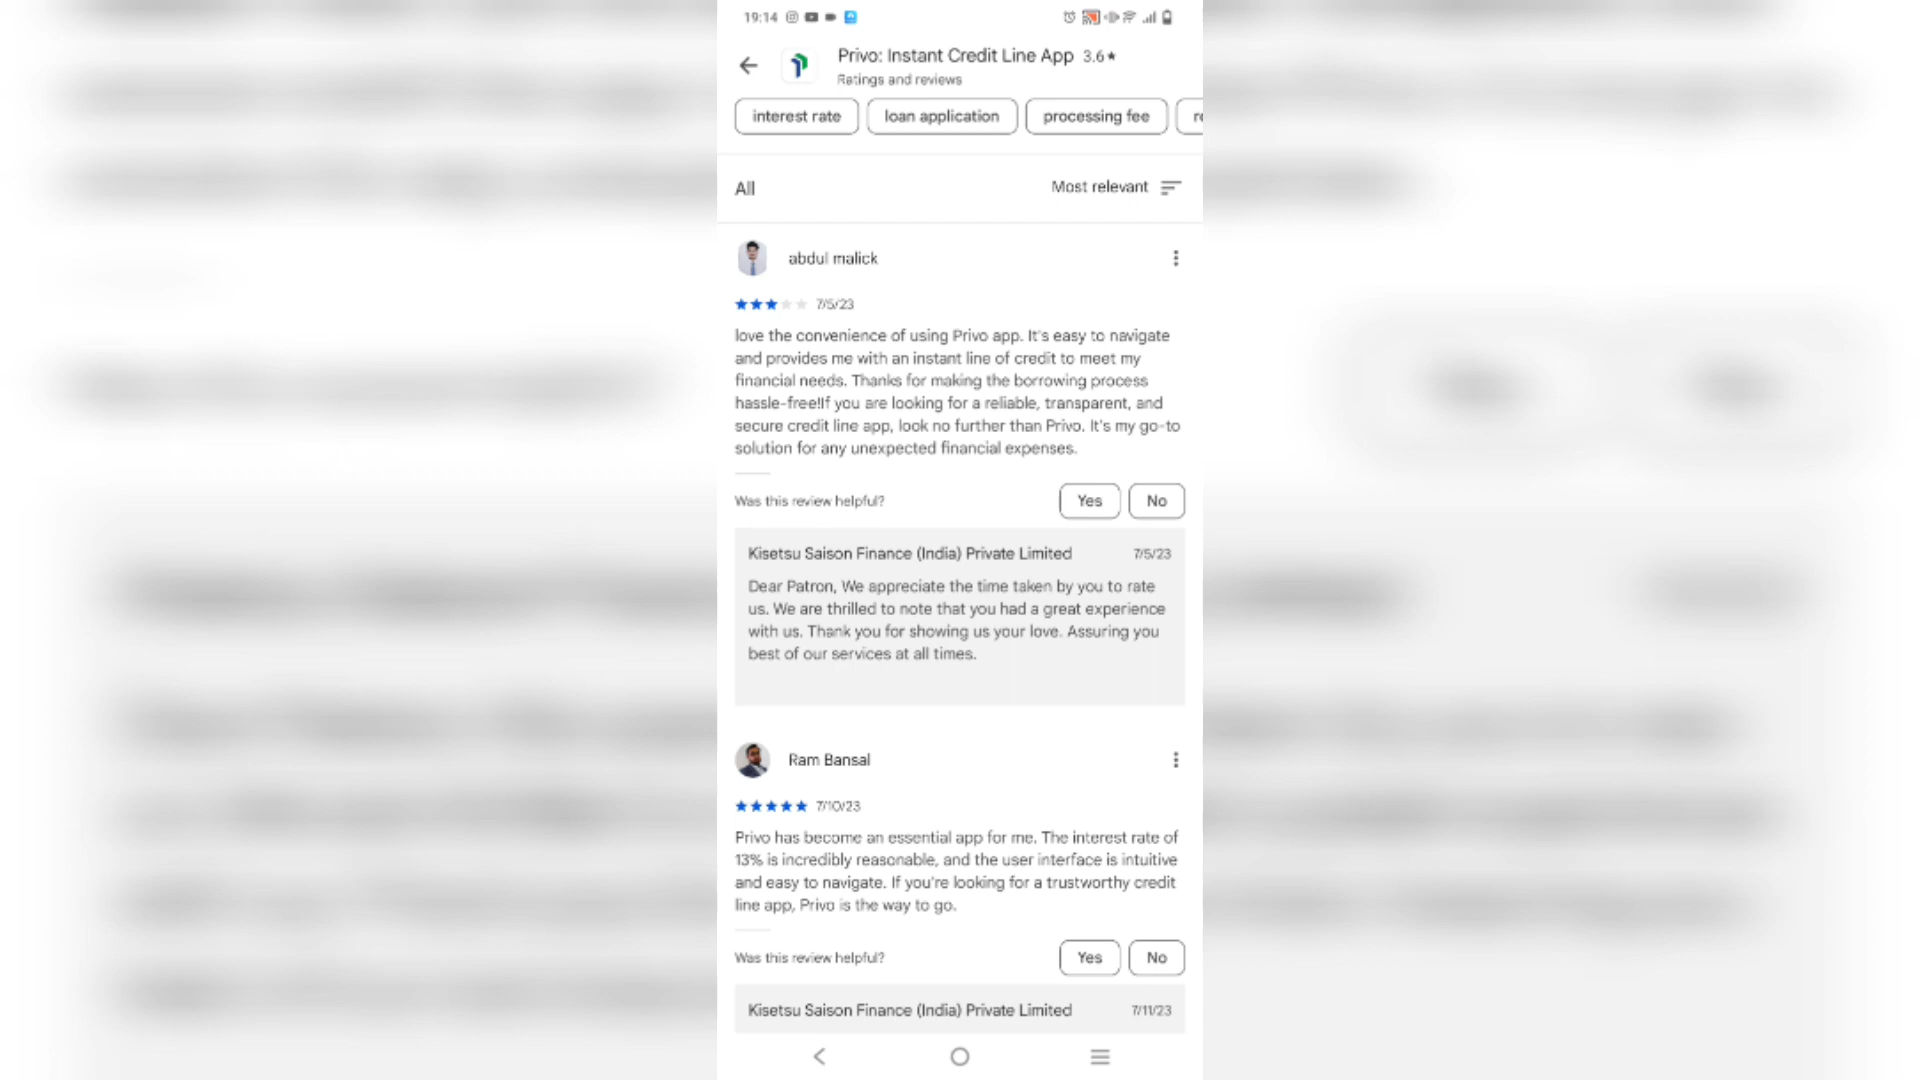 19:14
Privo: Instant Credit Line App 3.6★
Ratings and reviews
interest rate loan application processing fee
All Most relevant
abdul malick
7/5/23
love the convenience of using Privo app. It's easy to navigate
and provides me with an instant line of credit to meet my
financial needs. Thanks for making the borrowing process
hassle-free!If you are looking for a reliable, transparent, and
secure credit line app, look no further than Privo. It's my go-to
solution for any unexpected financial expenses.
Was this review helpful? Yes No
Kisetsu Saison Finance (India) Private Limited 7/5/23
Dear Patron, We appreciate the time taken by you to rate
us. We are thrilled to note that you had a great experience
with us. Thank you for showing us your love. Assuring you
best of our services at all times.
Ram Bansal
7/10/23
Privo has become an essential app for me. The interest rate of
13% is incredibly reasonable, and the user interface is intuitive
and easy to navigate. If you're looking for a trustworthy credit
line app, Privo is the way to go.
Was this review helpful? Yes No
Kisetsu Saison Finance (India) Private Limited 7/11/23